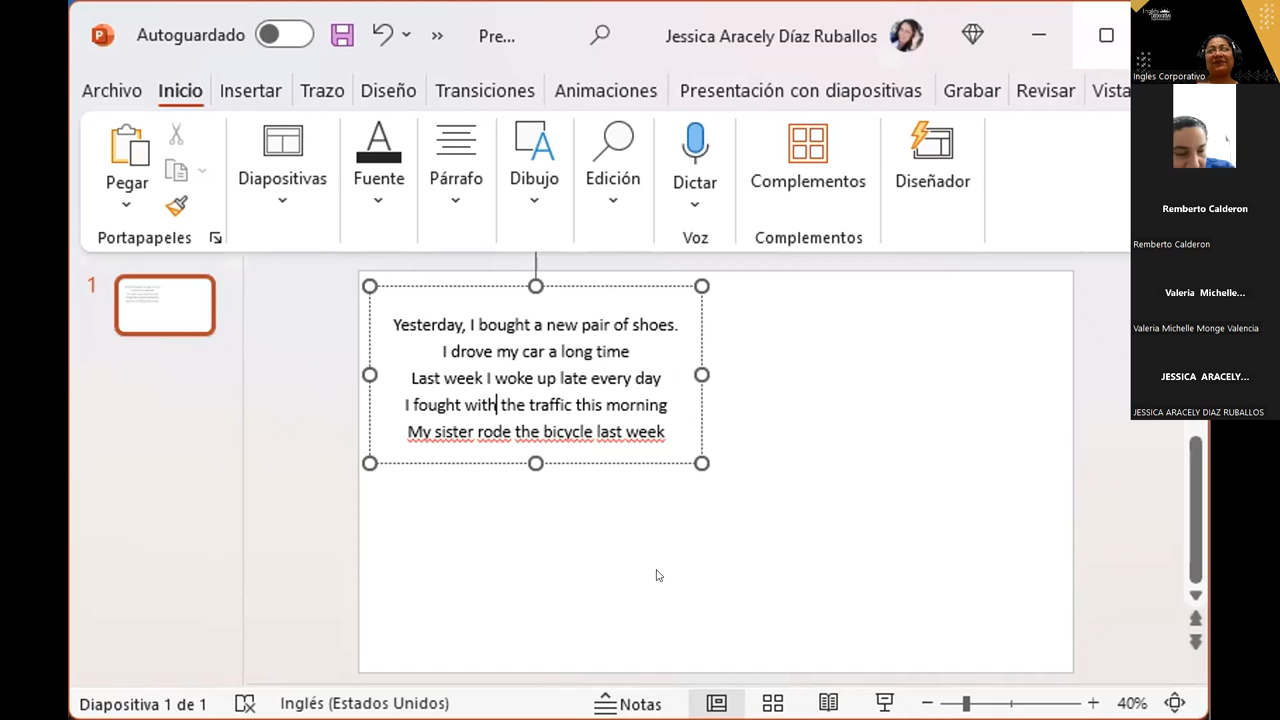 Autoguardado
Pre...
Jessica Aracely Díaz Ruballos
Archivo Inicio Insertar Trazo Diseño Transiciones Animaciones Presentación con diapositivas Grabar Revisar Vista
Pegar
Diapositivas
Fuente
Párrafo
Dibujo
Edición
Dictar
Complementos
Diseñador
Portapapeles
Voz
Complementos
1
Yesterday, I bought a new pair of shoes.
I drove my car a long time
Last week I woke up late every day
I fought with the traffic this morning
My sister rode the bicycle last week
Diapositiva 1 de 1
Inglés (Estados Unidos)
Notas
40%
Inglés Corporativo
Remberto Calderon
Remberto Calderon
Valeria Michelle...
Valeria Michelle Monge Valencia
JESSICA ARACELY...
JESSICA ARACELY DIAZ RUBALLOS